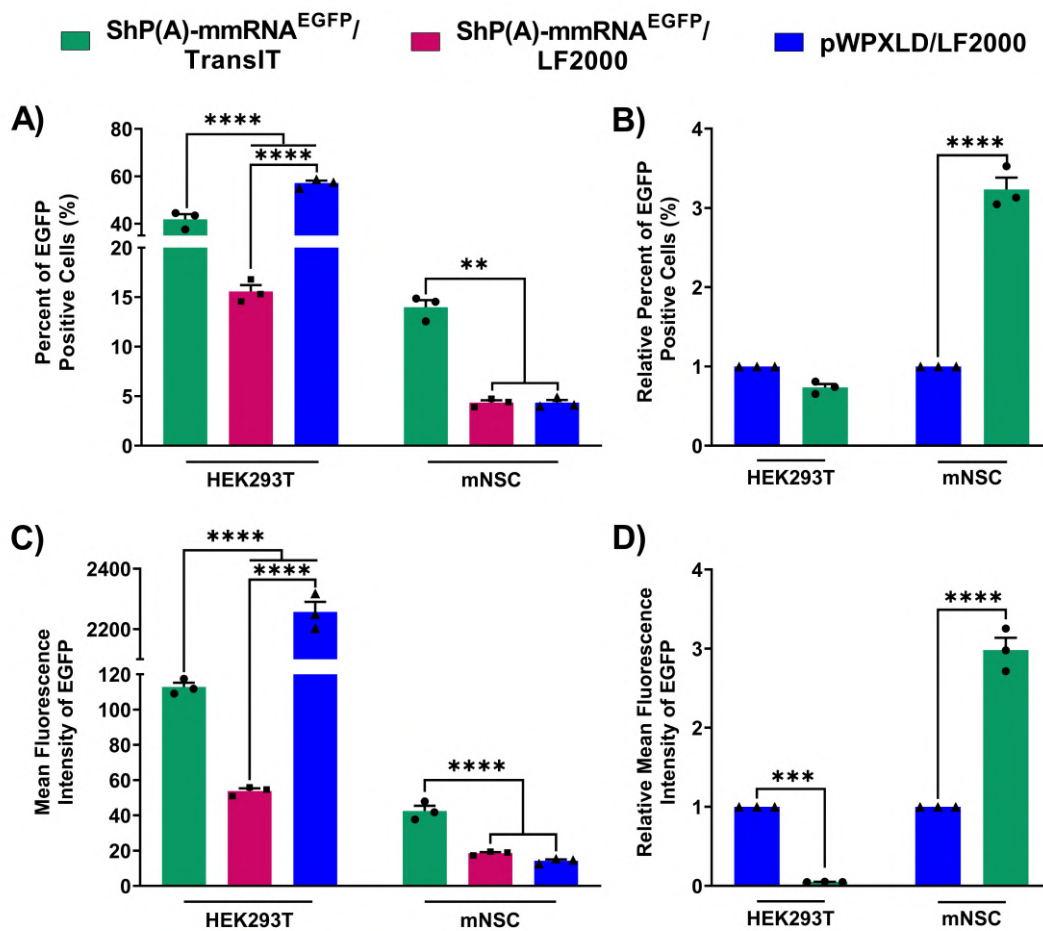 ShP(A)-mmRNA^EGFP/
TransIT
ShP(A)-mmRNA^EGFP/
LF2000
pWPXLD/LF2000
A)
Percent of EGFP
Positive Cells (%)
80
60
40
20
15
10
5
0
****
****
**
HEK293T
mNSC
B)
Relative Percent of EGFP
Positive Cells (%)
4
3
2
1
0
****
HEK293T
mNSC
C)
Mean Fluorescence
Intensity of EGFP
2400
2200
120
100
80
60
40
20
0
****
****
****
HEK293T
mNSC
D)
Relative Mean Fluorescence
Intensity of EGFP
4
3
2
1
0
***
****
HEK293T
mNSC